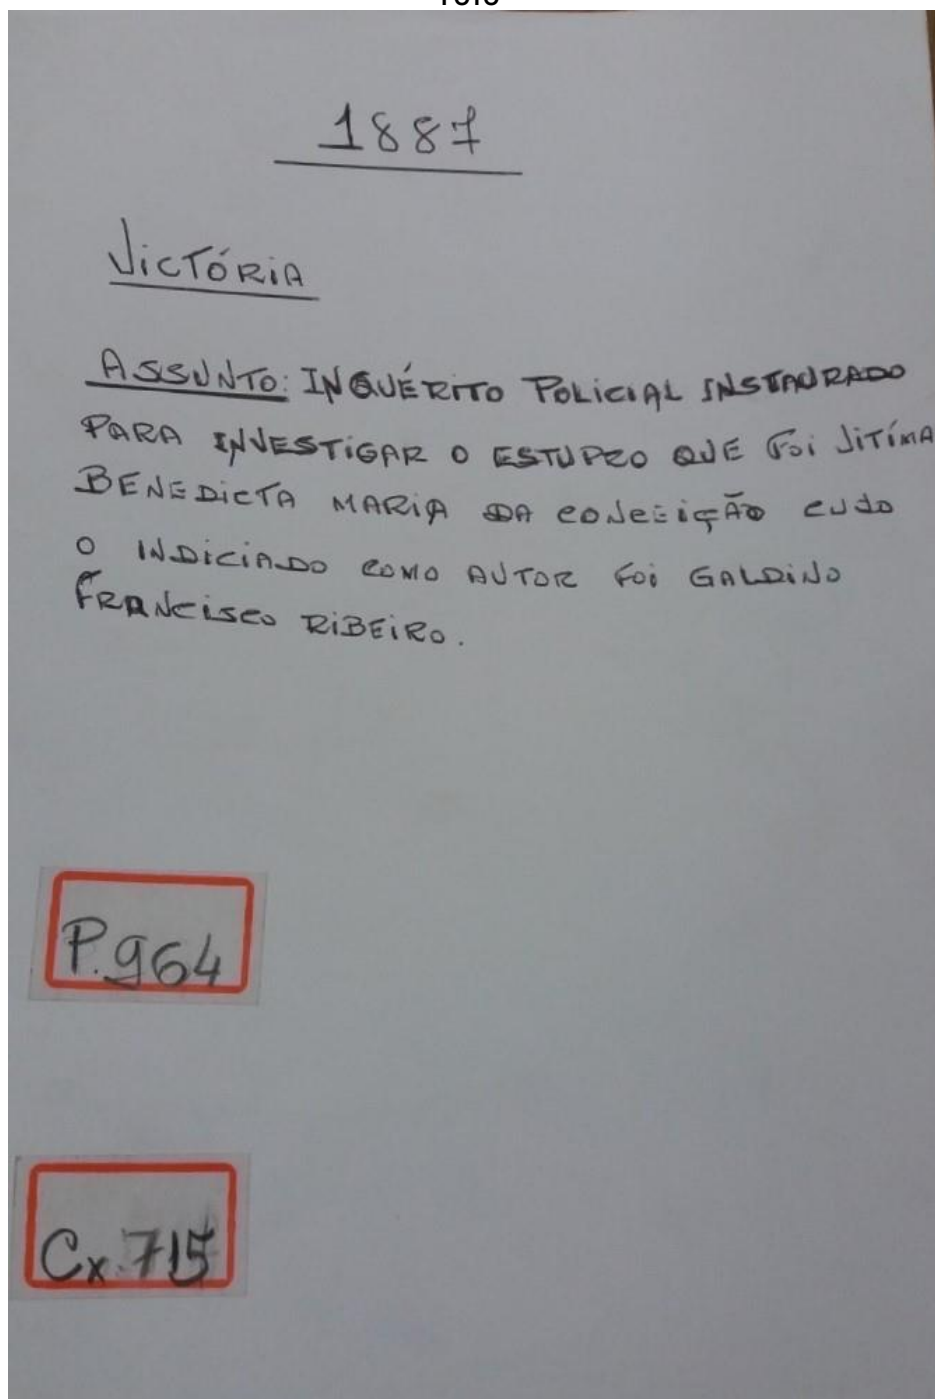 1887
VICTÓRIA
ASSUNTO: INQUÉRITO POLICIAL INSTAURADO
PARA INVESTIGAR O ESTUPRO QUE FOI VITÍMA
BENEDICTA MARIA DA CONCEIÇÃO CUJO
O INDICIADO COMO AUTOR FOI GALDINO
FRANCISCO RIBEIRO.
P.964
Cx.715